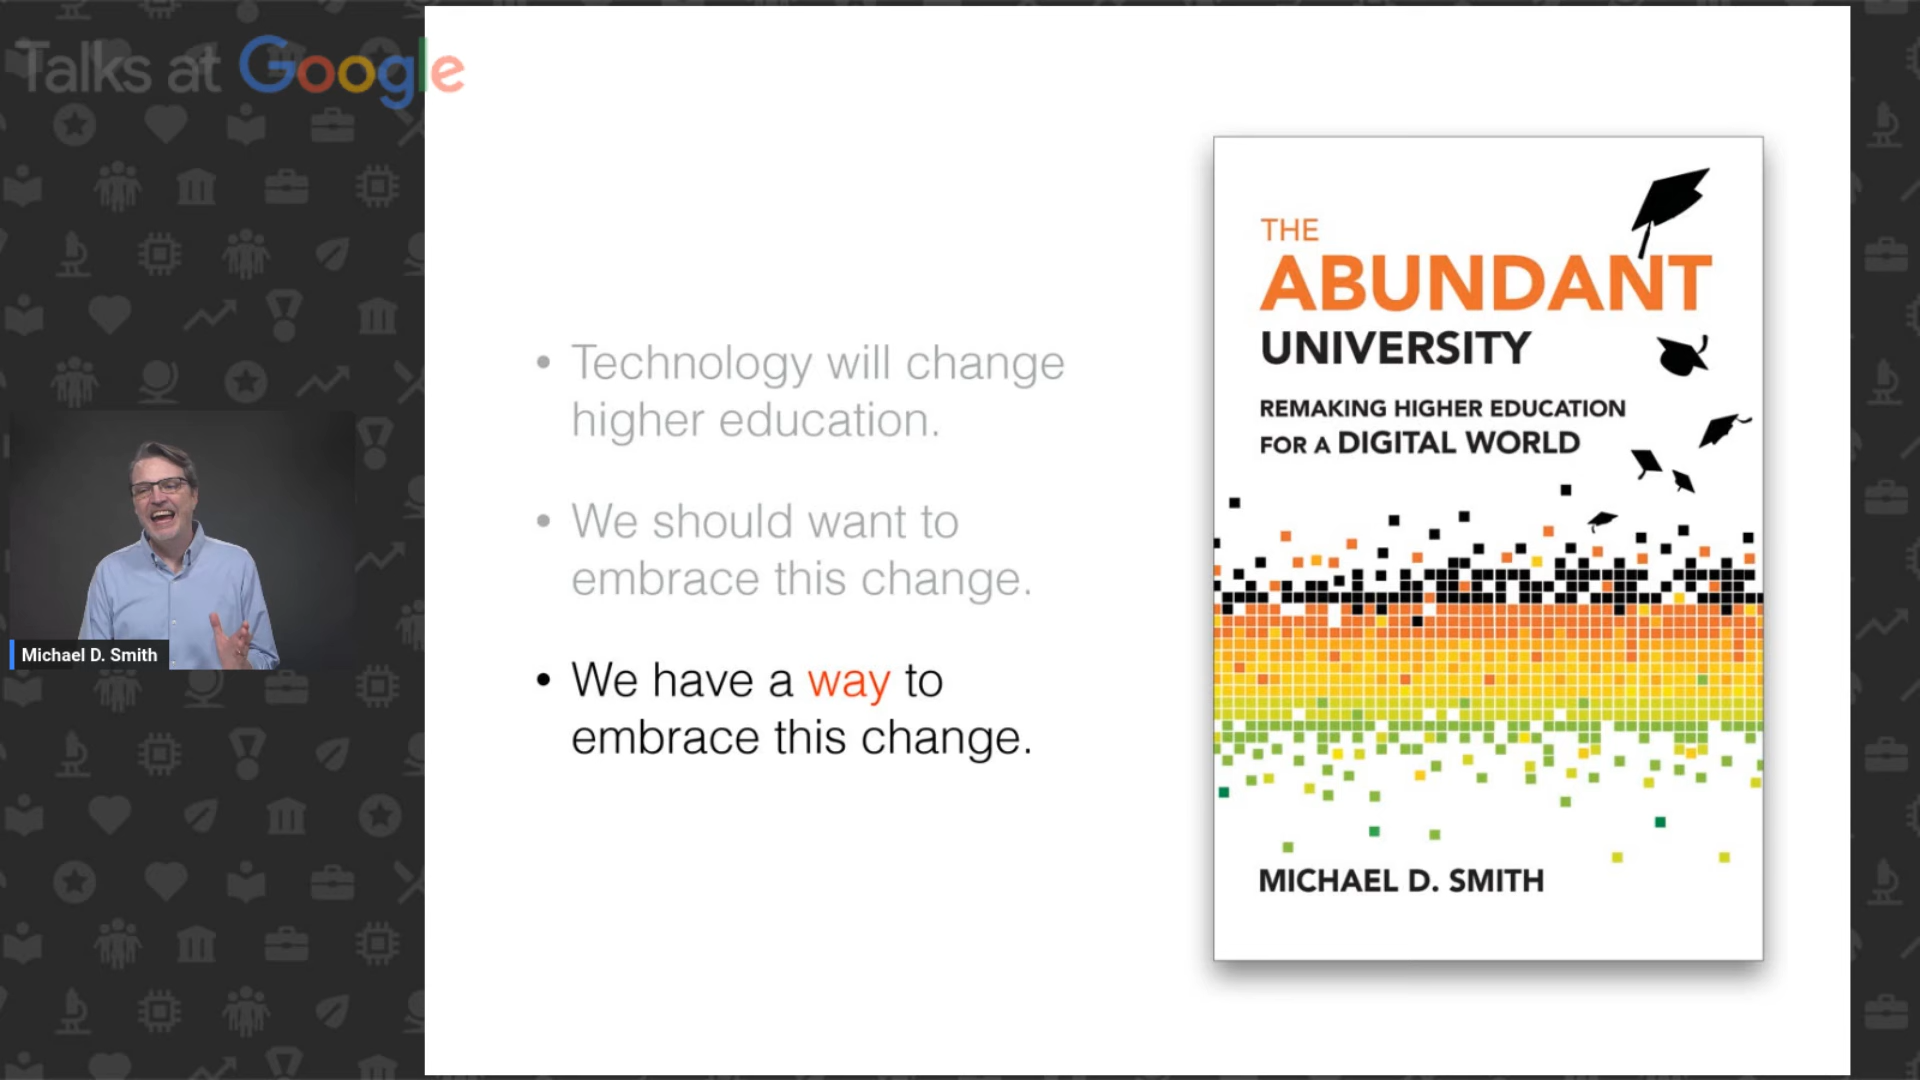 Talks at Google
• Technology will change
higher education.
• We should want to
embrace this change.
• We have a way to
embrace this change.
THE
ABUNDANT
UNIVERSITY
REMAKING HIGHER EDUCATION
FOR A DIGITAL WORLD
MICHAEL D. SMITH
Michael D. Smith